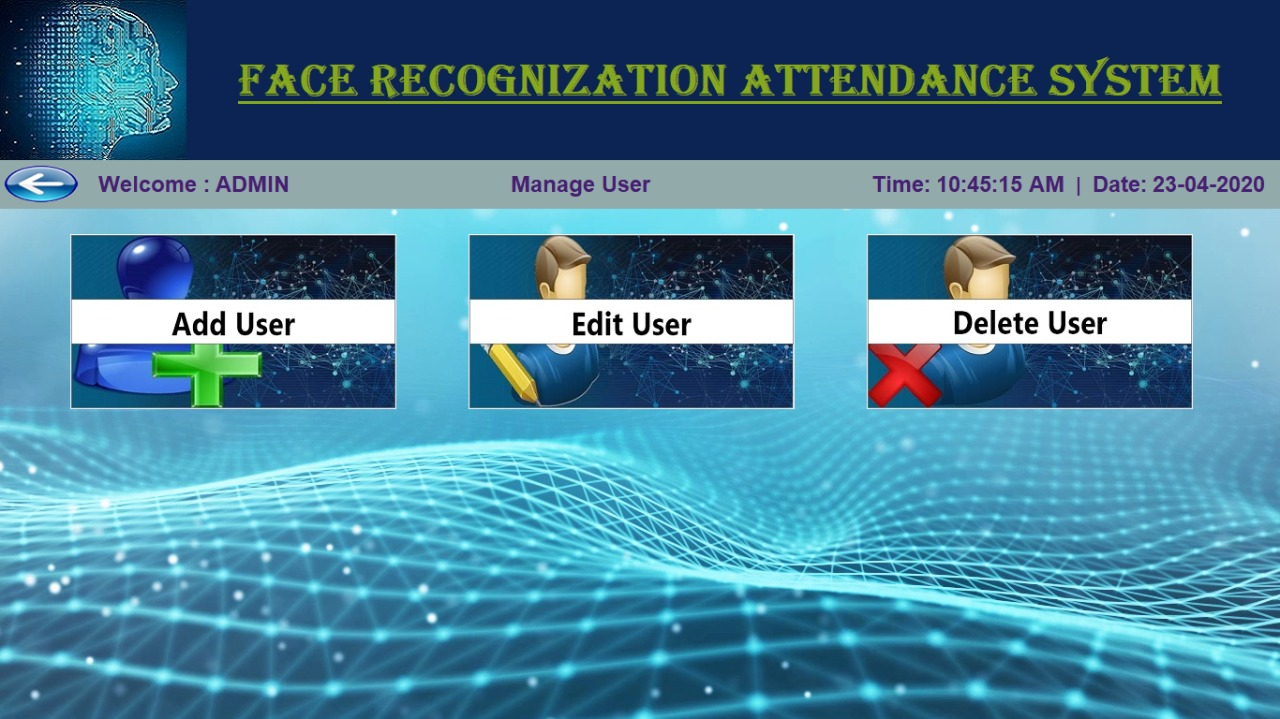 FACE RECOGNIZATION ATTENDANCE SYSTEM
Welcome : ADMIN Manage User Time: 10:45:15 AM | Date: 23-04-2020
Add User Edit User Delete User